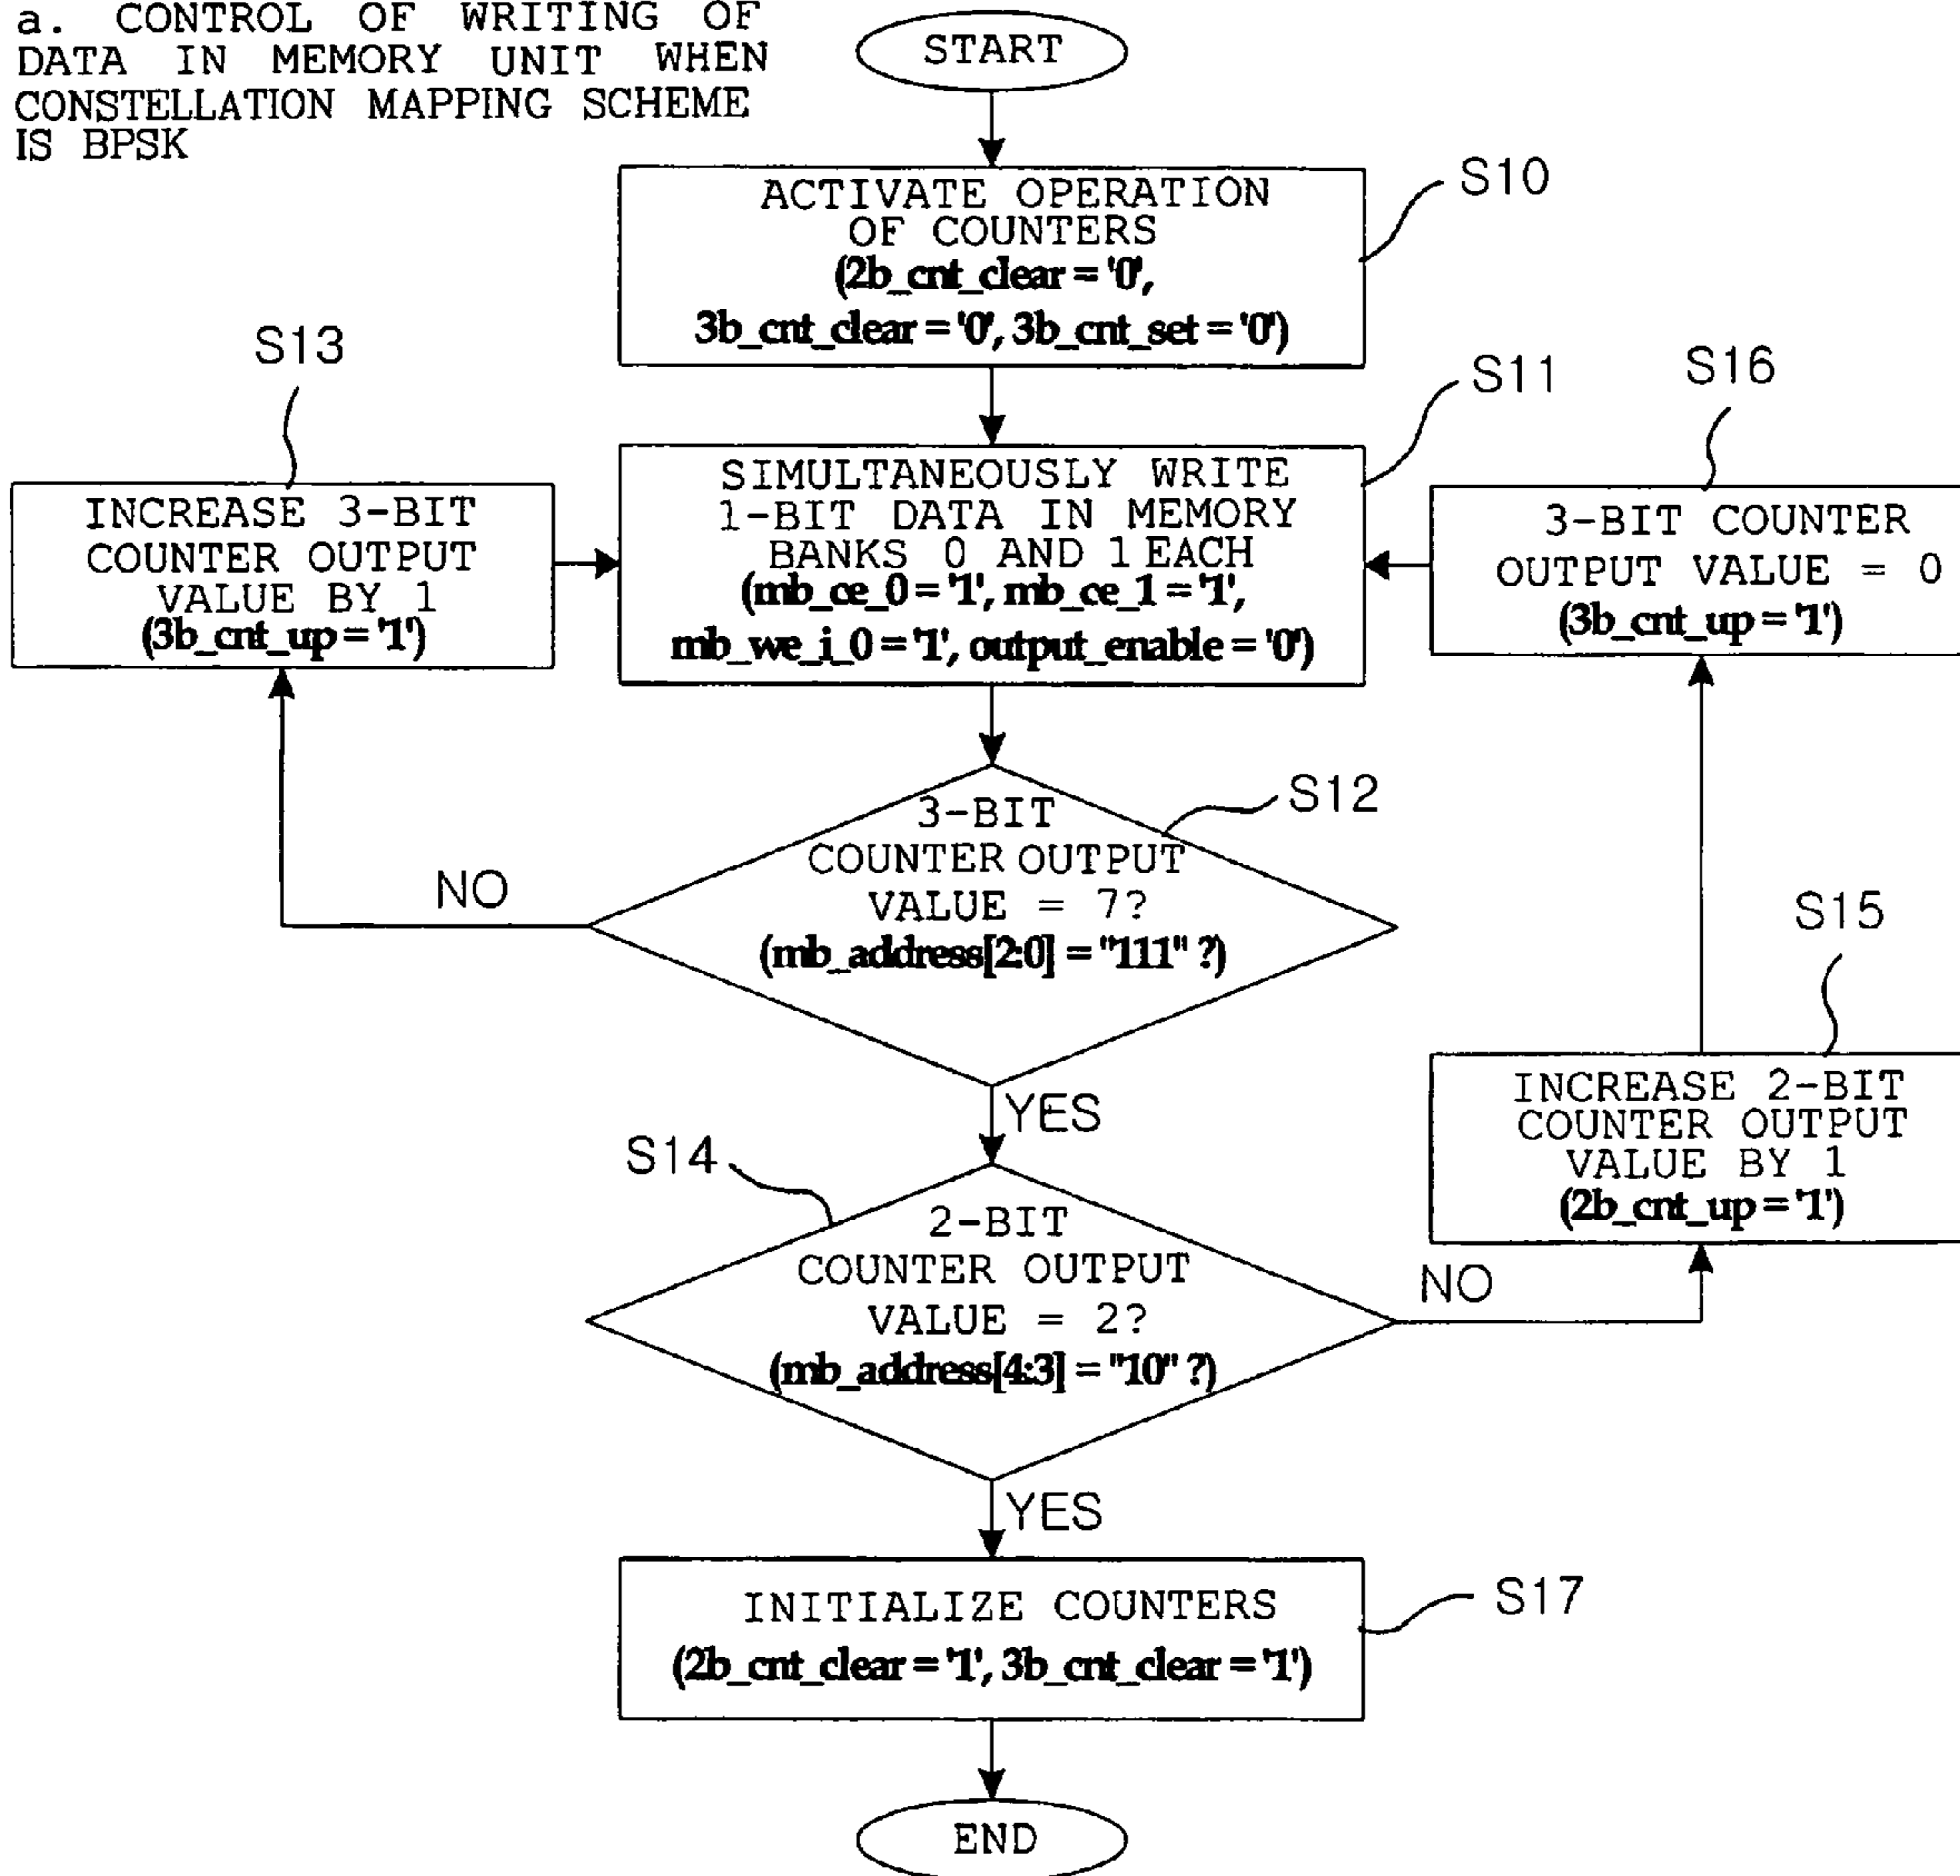 a. CONTROL OF WRITING OF
DATA IN MEMORY UNIT WHEN
CONSTELLATION MAPPING SCHEME
IS BPSK
START
ACTIVATE OPERATION
OF COUNTERS
(2b_cnt_clear = '0',
3b_cnt_clear = '0', 3b_cnt_set = '0')
S10
S13
INCREASE 3-BIT
COUNTER OUTPUT
VALUE BY 1
(3b_cnt_up = '1')
SIMULTANEOUSLY WRITE
1-BIT DATA IN MEMORY
BANKS 0 AND 1 EACH
(mb_ce_0 = '1', mb_ce_1 = '1',
mb_we_i_0 = '1', output_enable = '0')
S11
S16
3-BIT COUNTER
OUTPUT VALUE = 0
(3b_cnt_up = '1')
S12
3-BIT
COUNTER OUTPUT
VALUE = 7?
(mb_address[2:0] = "111" ?)
NO
YES
S14
2-BIT
COUNTER OUTPUT
VALUE = 2?
(mb_address[4:3] = "10" ?)
NO
S15
INCREASE 2-BIT
COUNTER OUTPUT
VALUE BY 1
(2b_cnt_up = '1')
YES
INITIALIZE COUNTERS
(2b_cnt_clear = '1', 3b_cnt_clear = '1')
S17
END